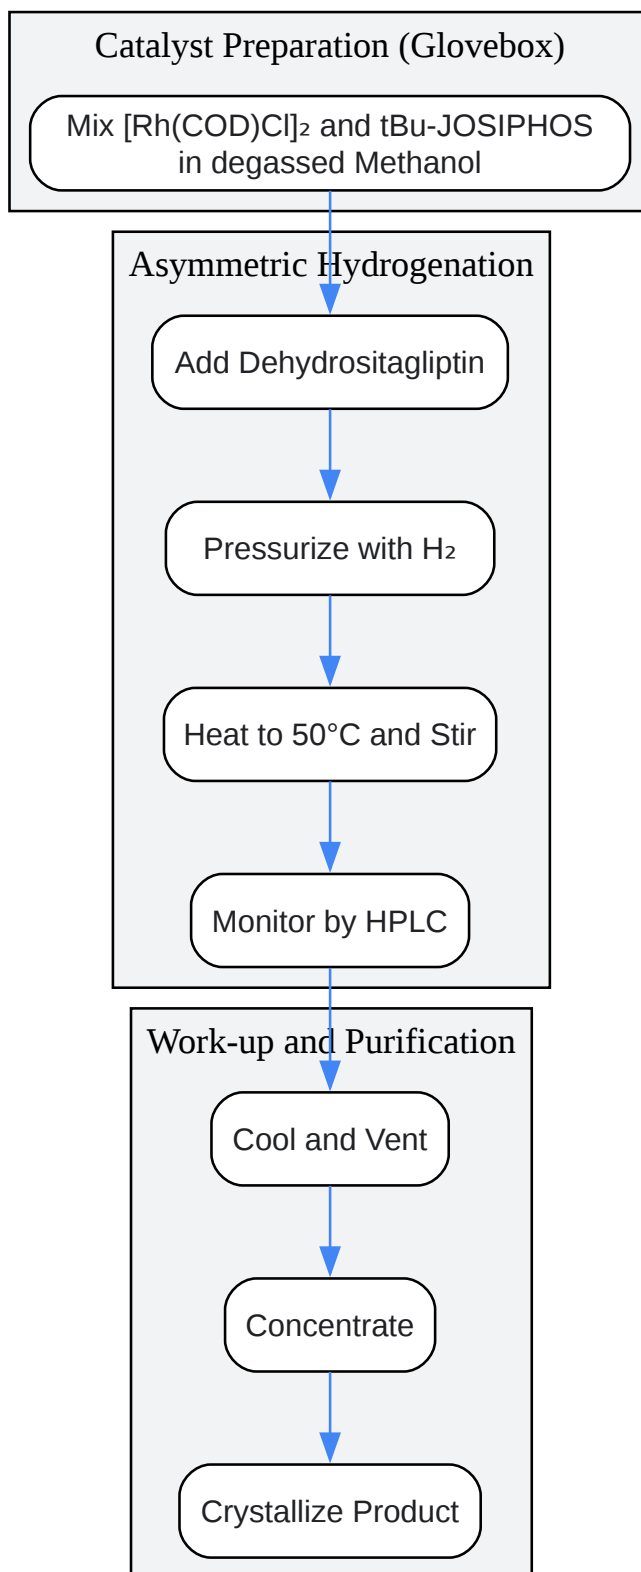 Catalyst Preparation (Glovebox)
Mix [Rh(COD)Cl]₂ and tBu-JOSIPHOS
in degassed Methanol
Asymmetric Hydrogenation
Add Dehydrositagliptin
Pressurize with H₂
Heat to 50°C and Stir
Monitor by HPLC
Work-up and Purification
Cool and Vent
Concentrate
Crystallize Product